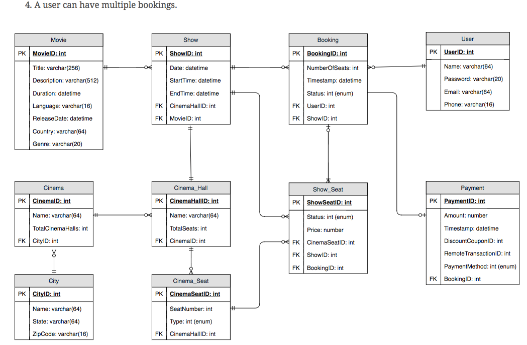 4. A user can have multiple bookings.
Movie
PK MovieID: int
Title: varchar(256)
Description: varchar(512)
Duration: datetime
Language: varchar(16)
ReleaseDate: datetime
Country: varchar(64)
Genre: varchar(20)
Show
PK ShowID: int
Date: datetime
StartTime: datetime
EndTime: datetime
FK CinemaHallID: int
FK MovieID: int
Booking
PK BookingID: int
NumberOfSeats: int
Timestamp: datetime
Status: int (enum)
FK UserID: int
FK ShowID: int
User
PK UserID: int
Name: varchar(64)
Password: varchar(20)
Email: varchar(64)
Phone: varchar(16)
Cinema
PK CinemaID: int
Name: varchar(64)
TotalCinemaHalls: int
FK CityID: int
Cinema_Hall
PK CinemaHallID: int
Name: varchar(64)
TotalSeats: int
FK CinemaID: int
Show_Seat
PK ShowSeatID: int
Status: int (enum)
Price: number
FK CinemaSeatID: int
FK ShowID: int
FK BookingID: int
Payment
PK PaymentID: int
Amount: number
Timestamp: datetime
DiscountCouponID: int
RemoteTransactionID: int
PaymentMethod: int (enum)
FK BookingID: int
City
PK CityID: int
Name: varchar(64)
State: varchar(64)
ZipCode: varchar(16)
Cinema_Seat
PK CinemaSeatID: int
SeatNumber: int
Type: int (enum)
FK CinemaHallID: int